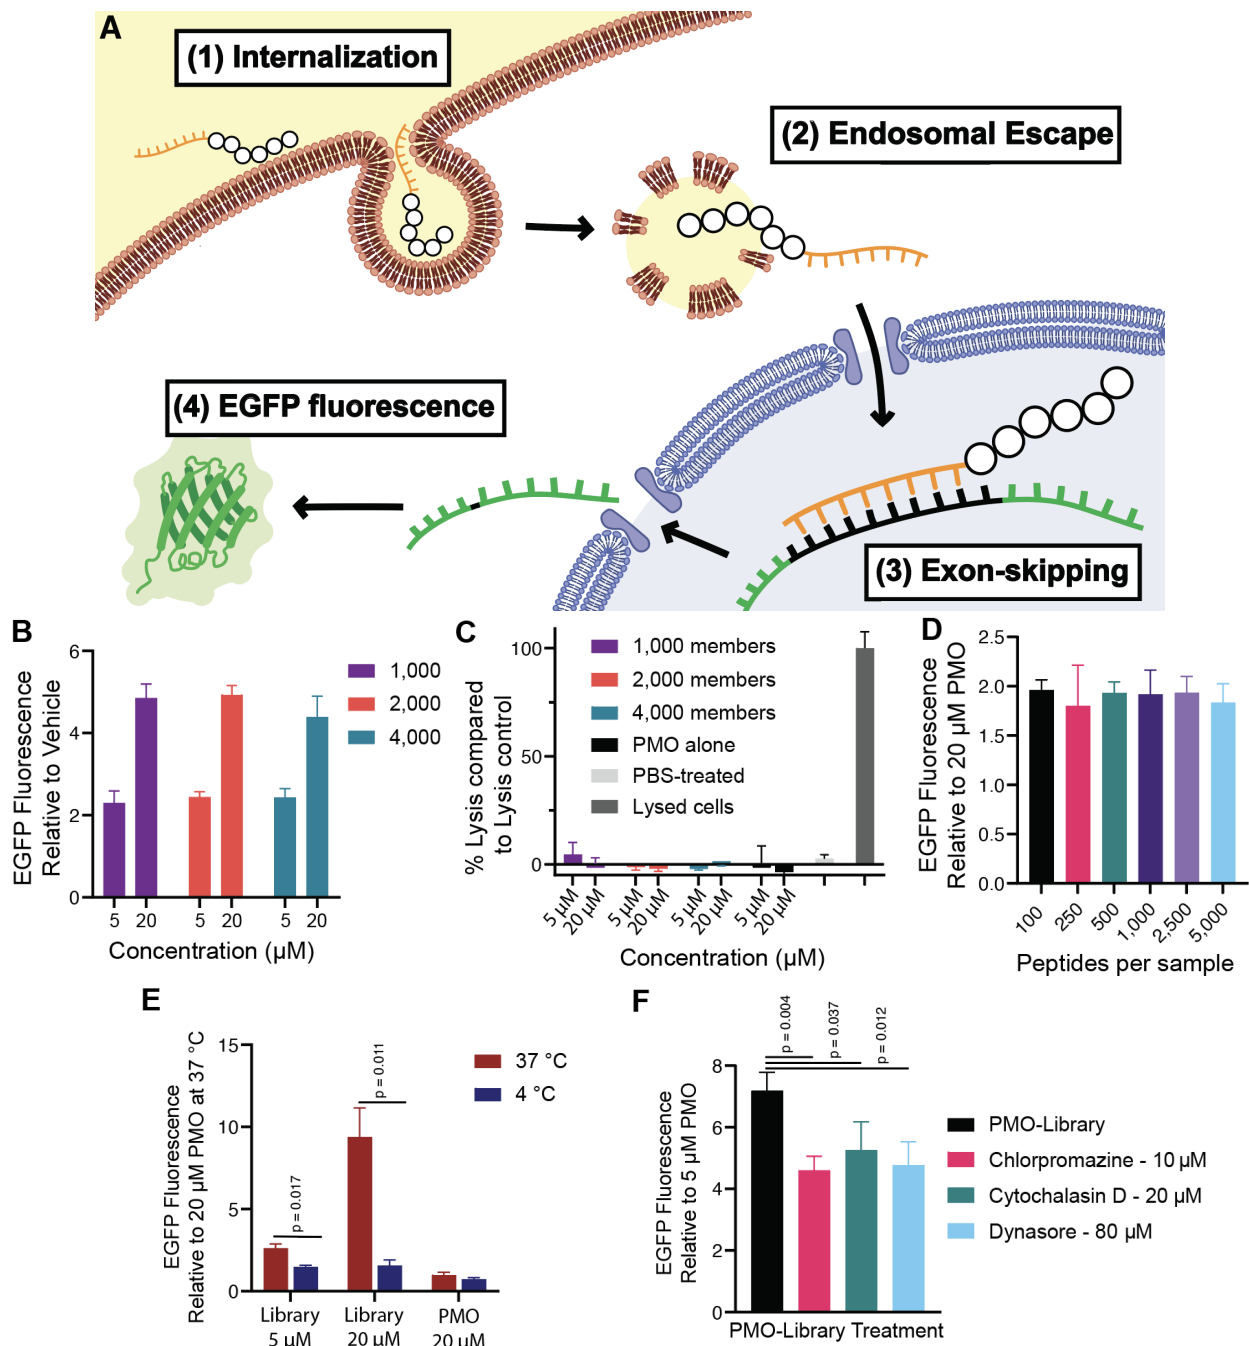 A
(1) Internalization
(2) Endosomal Escape
(4) EGFP fluorescence
(3) Exon-skipping
B
EGFP Fluorescence
Relative to Vehicle
6
4
2
0
5 20 5 20 5 20
Concentration (µM)
1,000
2,000
4,000
C
% Lysis compared
to Lysis control
100
50
0
1,000 members
2,000 members
4,000 members
PMO alone
PBS-treated
Lysed cells
5 µM 20 µM 5 µM 20 µM 5 µM 20 µM 5 µM 20 µM
Concentration (µM)
D
EGFP Fluorescence
Relative to 20 µM PMO
2.5
2.0
1.5
1.0
0.5
0.0
100 250 500 1,000 2,500 5,000
Peptides per sample
E
EGFP Fluorescence
Relative to 20 µM PMO at 37 °C
15
10
5
0
p = 0.017
p = 0.011
37 °C
4 °C
Library
5 µM
Library
20 µM
PMO
20 µM
F
EGFP Fluorescence
Relative to 5 µM PMO
8
6
4
2
0
p = 0.004
p = 0.037
p = 0.012
PMO-Library
Chlorpromazine - 10 µM
Cytochalasin D - 20 µM
Dynasore - 80 µM
PMO-Library Treatment